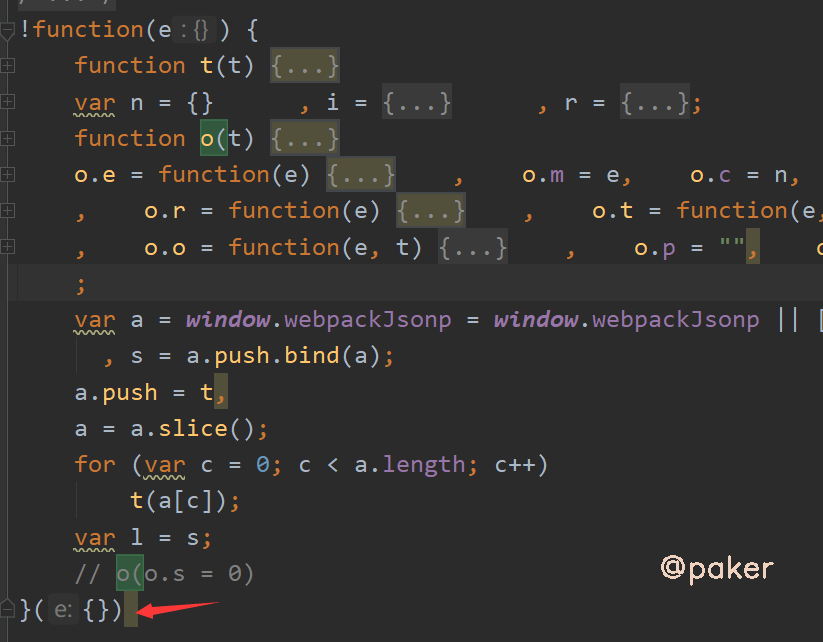 !function(e : {} ) {
function t(t) {...}
var n = {} , i = {...} , r = {...};
function o(t) {...}
o.e = function(e) {...} , o.m = e, o.c = n,
, o.r = function(e) {...} , o.t = function(e,
, o.o = function(e, t) {...} , o.p = "",
;
var a = window.webpackJsonp = window.webpackJsonp || [
, s = a.push.bind(a);
a.push = t,
a = a.slice();
for (var c = 0; c < a.length; c++)
t(a[c]);
var l = s;
// o(o.s = 0)
@paker
}( e: {})